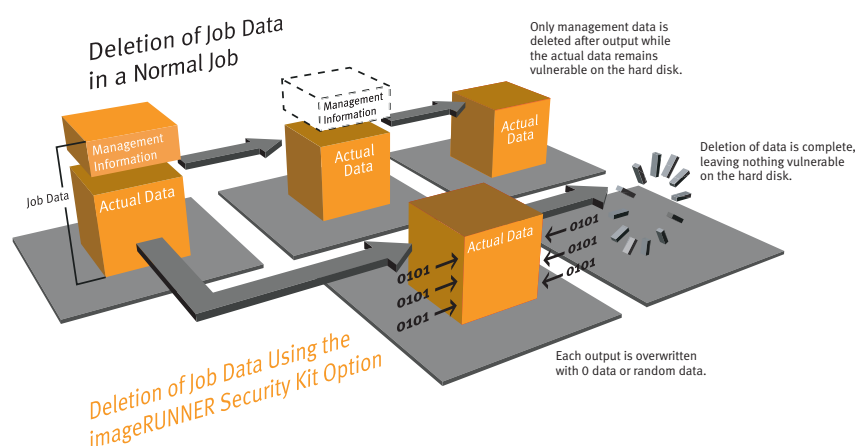 Deletion of Job Data
in a Normal Job
Only management data is
deleted after output while
the actual data remains
vulnerable on the hard disk.
Management
Information
Management
Information
Actual
Data
Actual
Data
Job Data
Actual Data
Deletion of data is complete,
leaving nothing vulnerable
on the hard disk.
Actual Data
0101
0101
0101
0101
0101
0101
Each output is overwritten
with 0 data or random data.
Deletion of Job Data Using the
imageRUNNER Security Kit Option